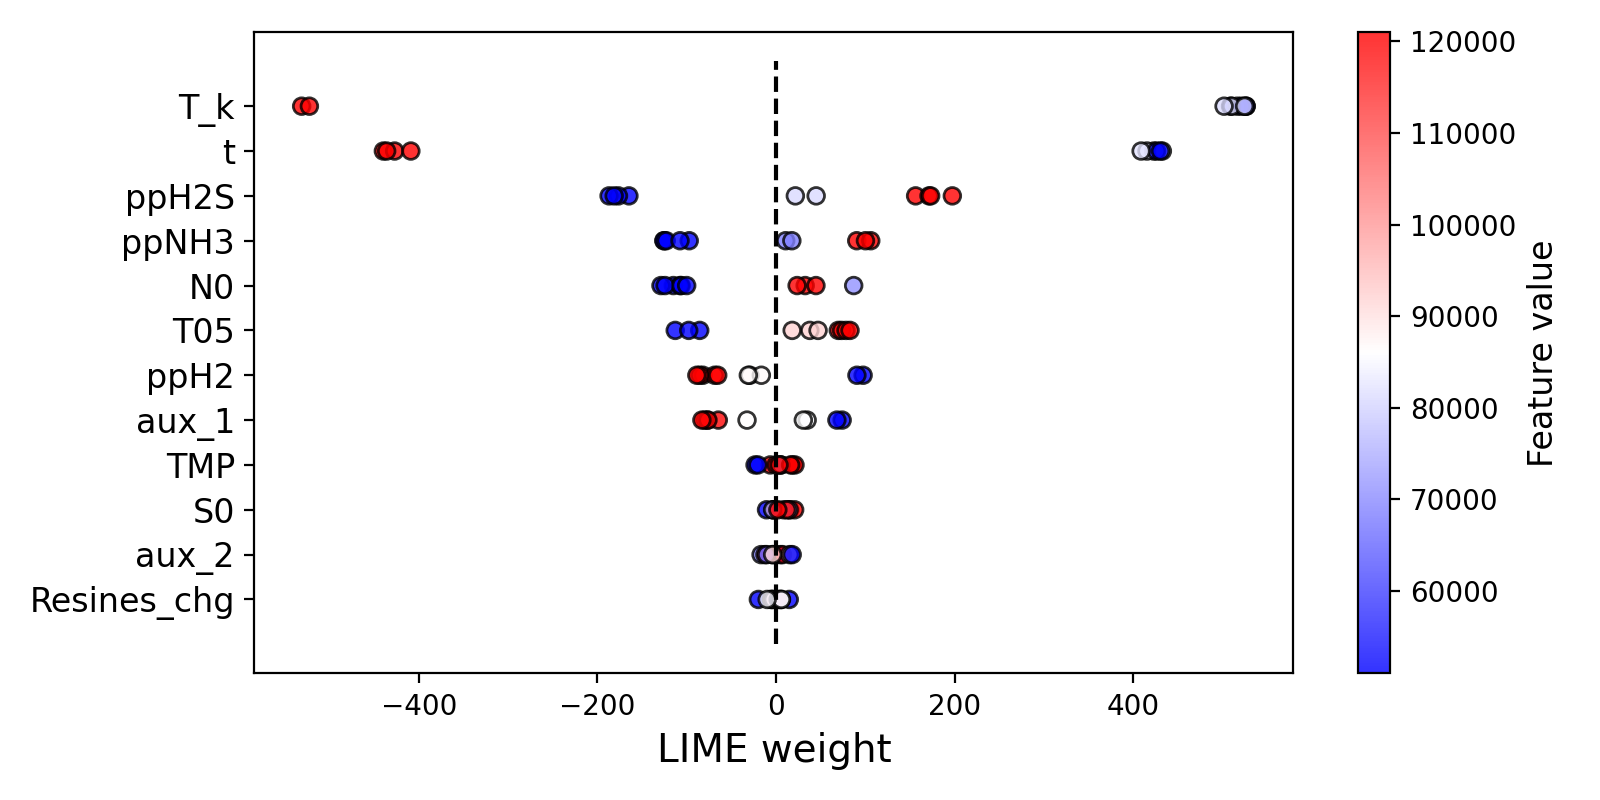 T_k
t
ppH2S
ppNH3
N0
T05
ppH2
aux_1
TMP
S0
aux_2
Resines_chg
−400
−200
0
200
400
LIME weight
120000
110000
100000
90000
80000
70000
60000
Feature value